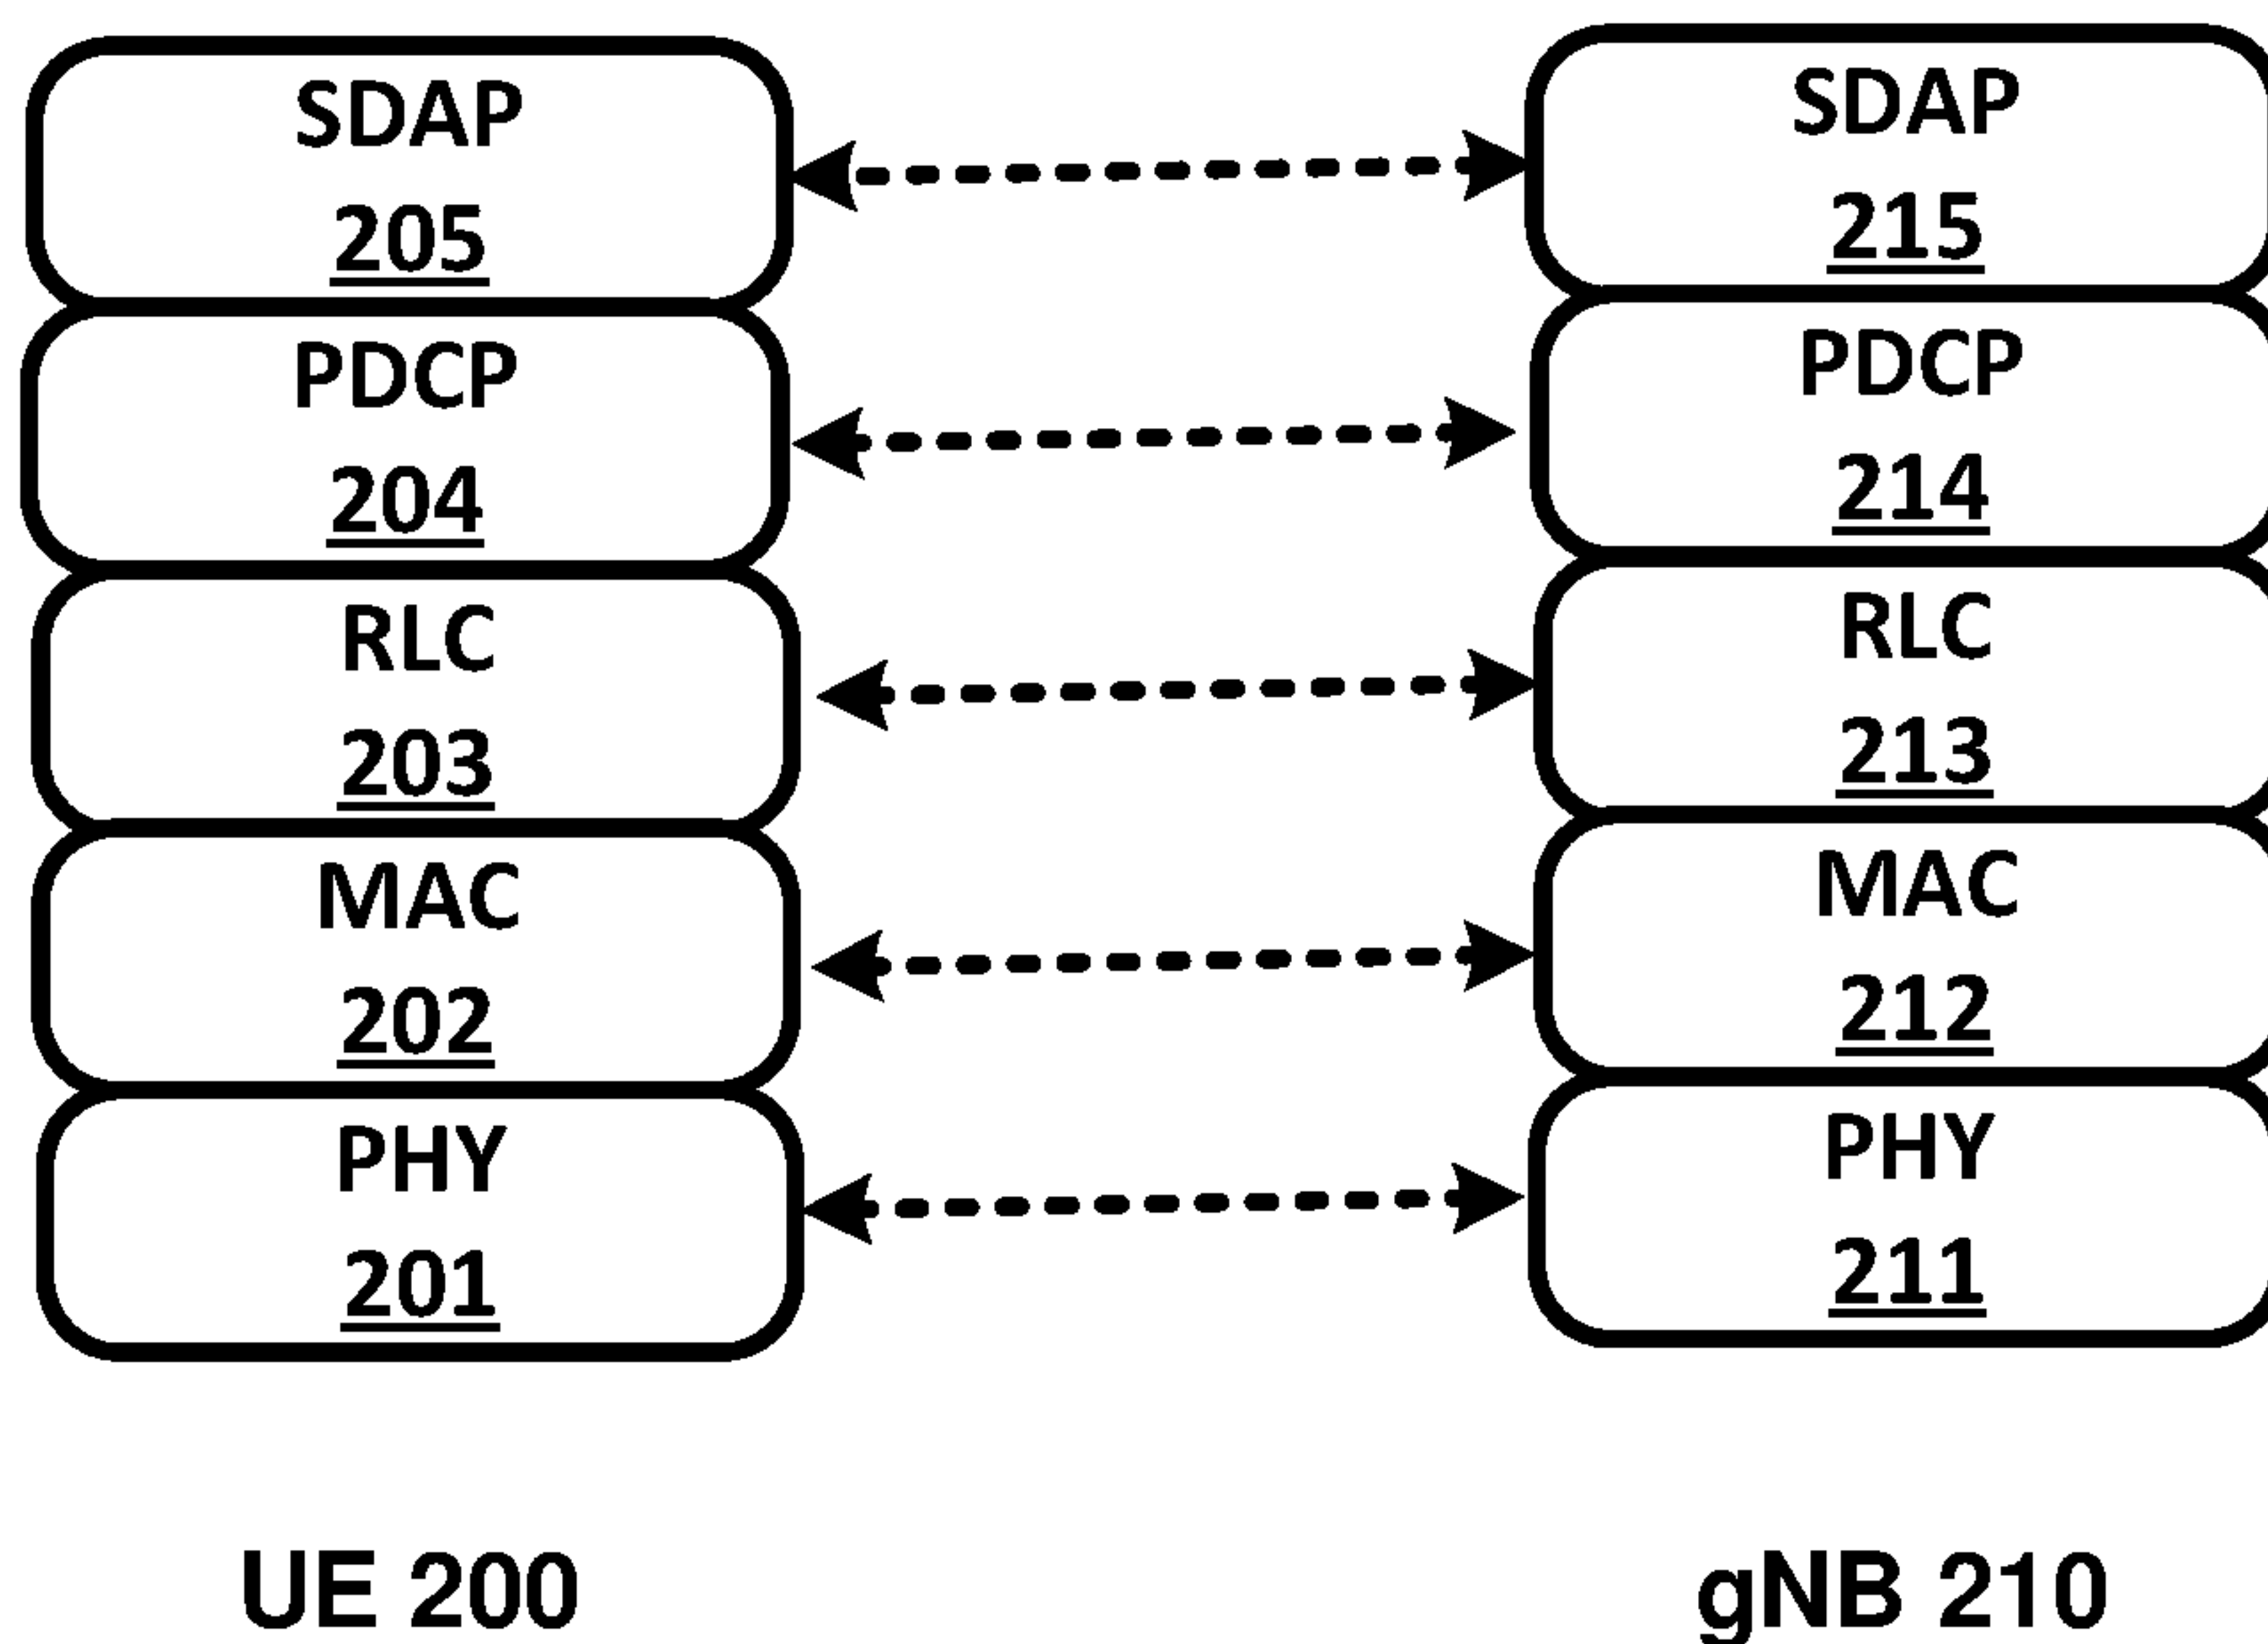 SDAP
205
PDCP
204
RLC
203
MAC
202
PHY
201
UE 200
SDAP
215
PDCP
214
RLC
213
MAC
212
PHY
211
gNB 210